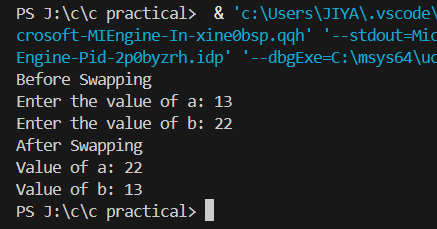 PS J:\c\c practical>  & 'c:\Users\JIYA\.vscode\
crosoft-MIEngine-In-xine0bsp.qqh' '--stdout=Mic
Engine-Pid-2p0byzrh.idp' '--dbgExe=C:\msys64\uc
Before Swapping
Enter the value of a: 13
Enter the value of b: 22
After Swapping
Value of a: 22
Value of b: 13
PS J:\c\c practical>